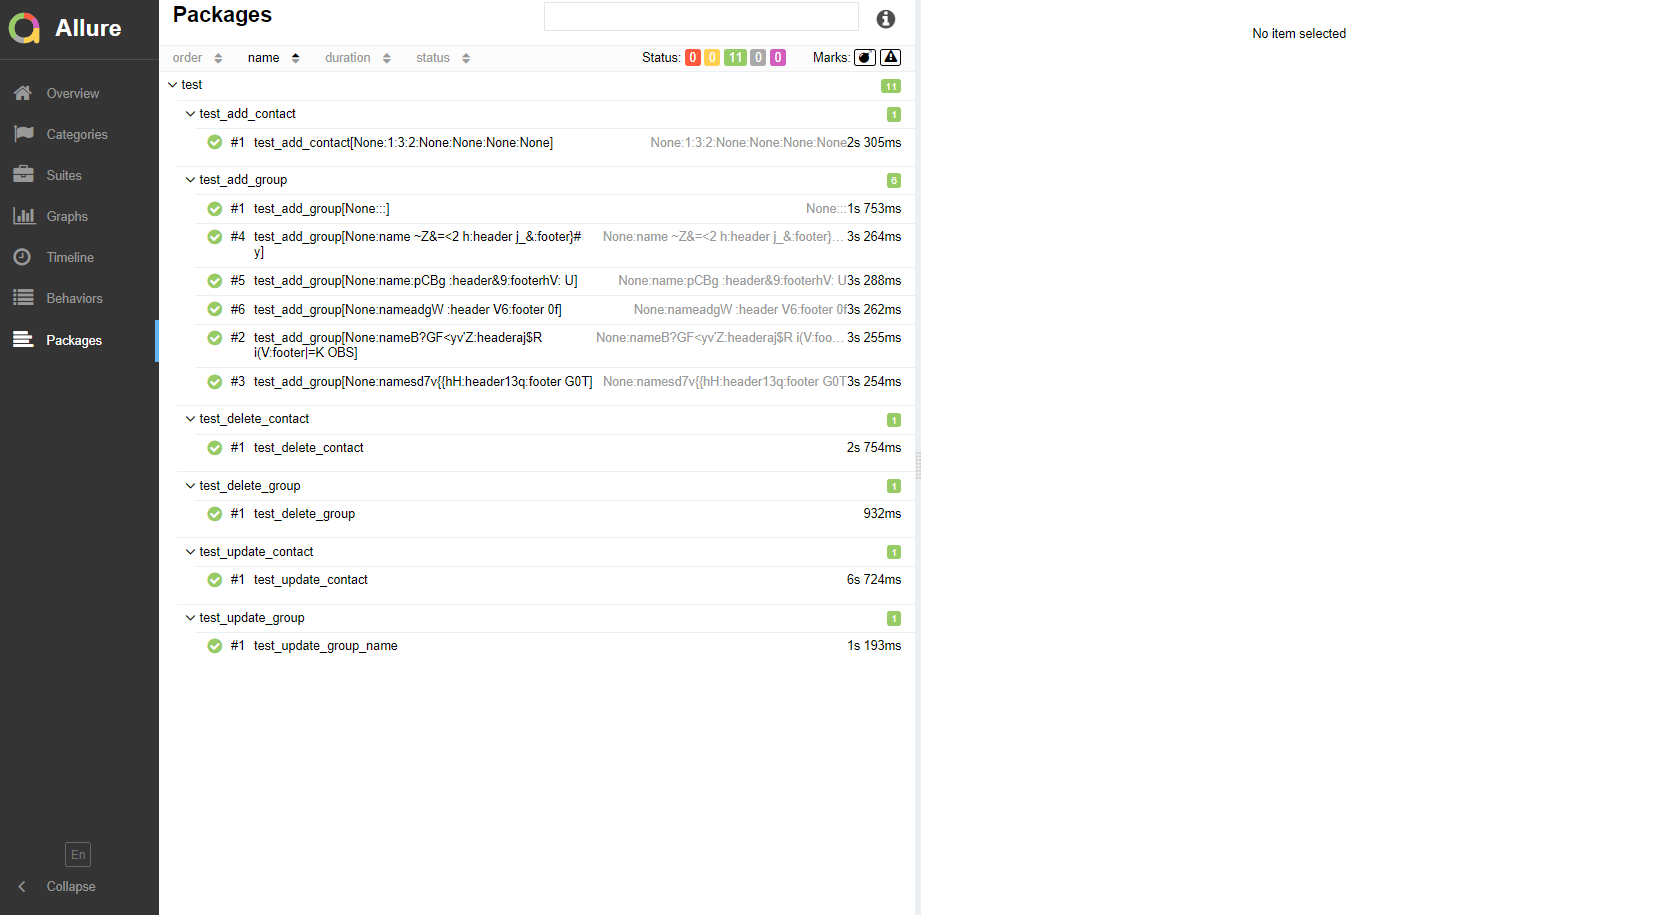 Allure
Overview
Categories
Suites
Graphs
Timeline
Behaviors
Packages
En
Collapse
Packages
order name duration status Status: 0 0 11 0 0 Marks:
test 11
test_add_contact 1
#1 test_add_contact[None:1:3:2:None:None:None:None] None:1:3:2:None:None:None:None 2s 305ms
test_add_group 6
#1 test_add_group[None:::] None::: 1s 753ms
#4 test_add_group[None:name ~Z&=<2 h:header j_&:footer}# None:name ~Z&=<2 h:header j_&:footer}... 3s 264ms
y]
#5 test_add_group[None:name:pCBg :header&9:footerhV: U] None:name:pCBg :header&9:footerhV: U 3s 288ms
#6 test_add_group[None:nameadgW :header V6:footer 0f] None:nameadgW :header V6:footer 0f 3s 262ms
#2 test_add_group[None:nameB?GF<yv'Z:headeraj$R None:nameB?GF<yv'Z:headeraj$R i(V:foo... 3s 255ms
i(V:footer|=K OBS]
#3 test_add_group[None:namesd7v{{hH:header13q:footer G0T] None:namesd7v{{hH:header13q:footer G0T 3s 254ms
test_delete_contact 1
#1 test_delete_contact 2s 754ms
test_delete_group 1
#1 test_delete_group 932ms
test_update_contact 1
#1 test_update_contact 6s 724ms
test_update_group 1
#1 test_update_group_name 1s 193ms
No item selected